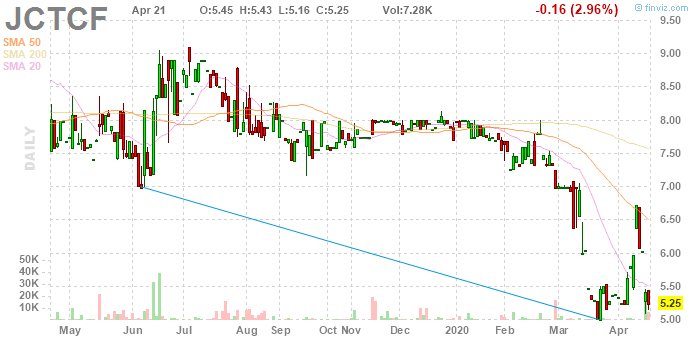 JCTCF Apr 21 O:5.45 H:5.43 L:5.16 C:5.25 Vol:7.28K -0.16 (2.96%) © finviz.com
SMA 50
SMA 200
SMA 20
DAILY
9.50
9.00
8.50
8.00
7.50
7.00
6.50
6.00
5.50
5.25
5.00
50K
40K
30K
20K
10K
May Jun Jul Aug Sep Oct Nov Dec 2020 Feb Mar Apr